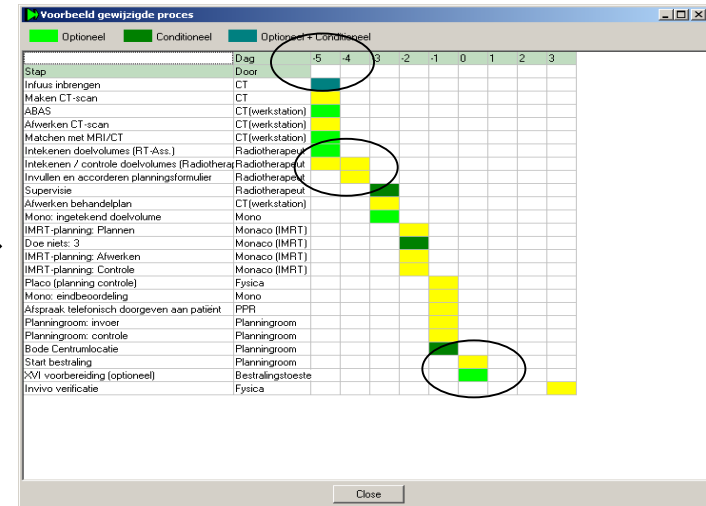 Voorbeeld gewijzigde proces
Optioneel Conditioneel Optioneel + Conditioneel
Dag -5 -4 -3 -2 -1 0 1 2 3
Stap Door
Infuus inbrengen CT
Maken CT-scan CT
ABAS CT(werkstation)
Afwerken CT-scan CT(werkstation)
Matchen met MRI/CT CT(werkstation)
Intekenen doelvolumes (RT-Ass.) Radiotherapeut
Intekenen / controle doelvolumes (Radiotherap Radiotherapeut
Invullen en accorderen planningsformulier Radiotherapeut
Supervisie Radiotherapeut
Afwerken behandelplan CT(werkstation)
Mono: ingetekend doelvolume Mono
IMRT-planning: Plannen Monaco (IMRT)
Doe niets: 3 Monaco (IMRT)
IMRT-planning: Afwerken Monaco (IMRT)
IMRT-planning: Controle Monaco (IMRT)
Placo (planning controle) Fysica
Mono: eindbeoordeling Mono
Afspraak telefonisch doorgeven aan patiënt PPR
Planningroom: invoer Planningroom
Planningroom: controle Planningroom
Bode Centrumlocatie Planningroom
Start bestraling Planningroom
XVI voorbereiding (optioneel) Bestralingstoeste
Invivo verificatie Fysica
Close